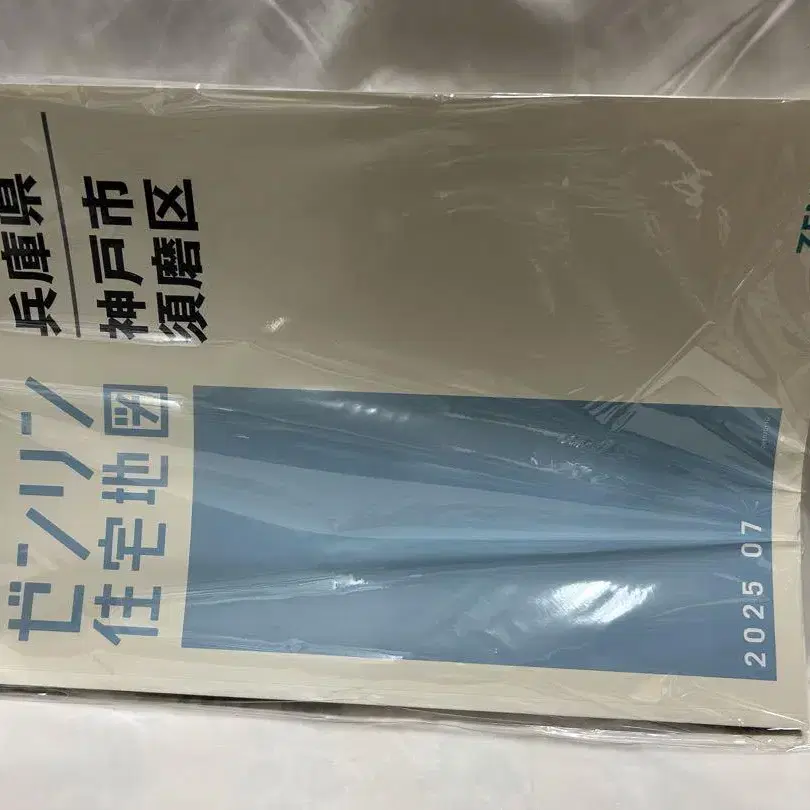 ゼンリン
住宅地図
兵庫県
神戸市
須磨区
2025 07